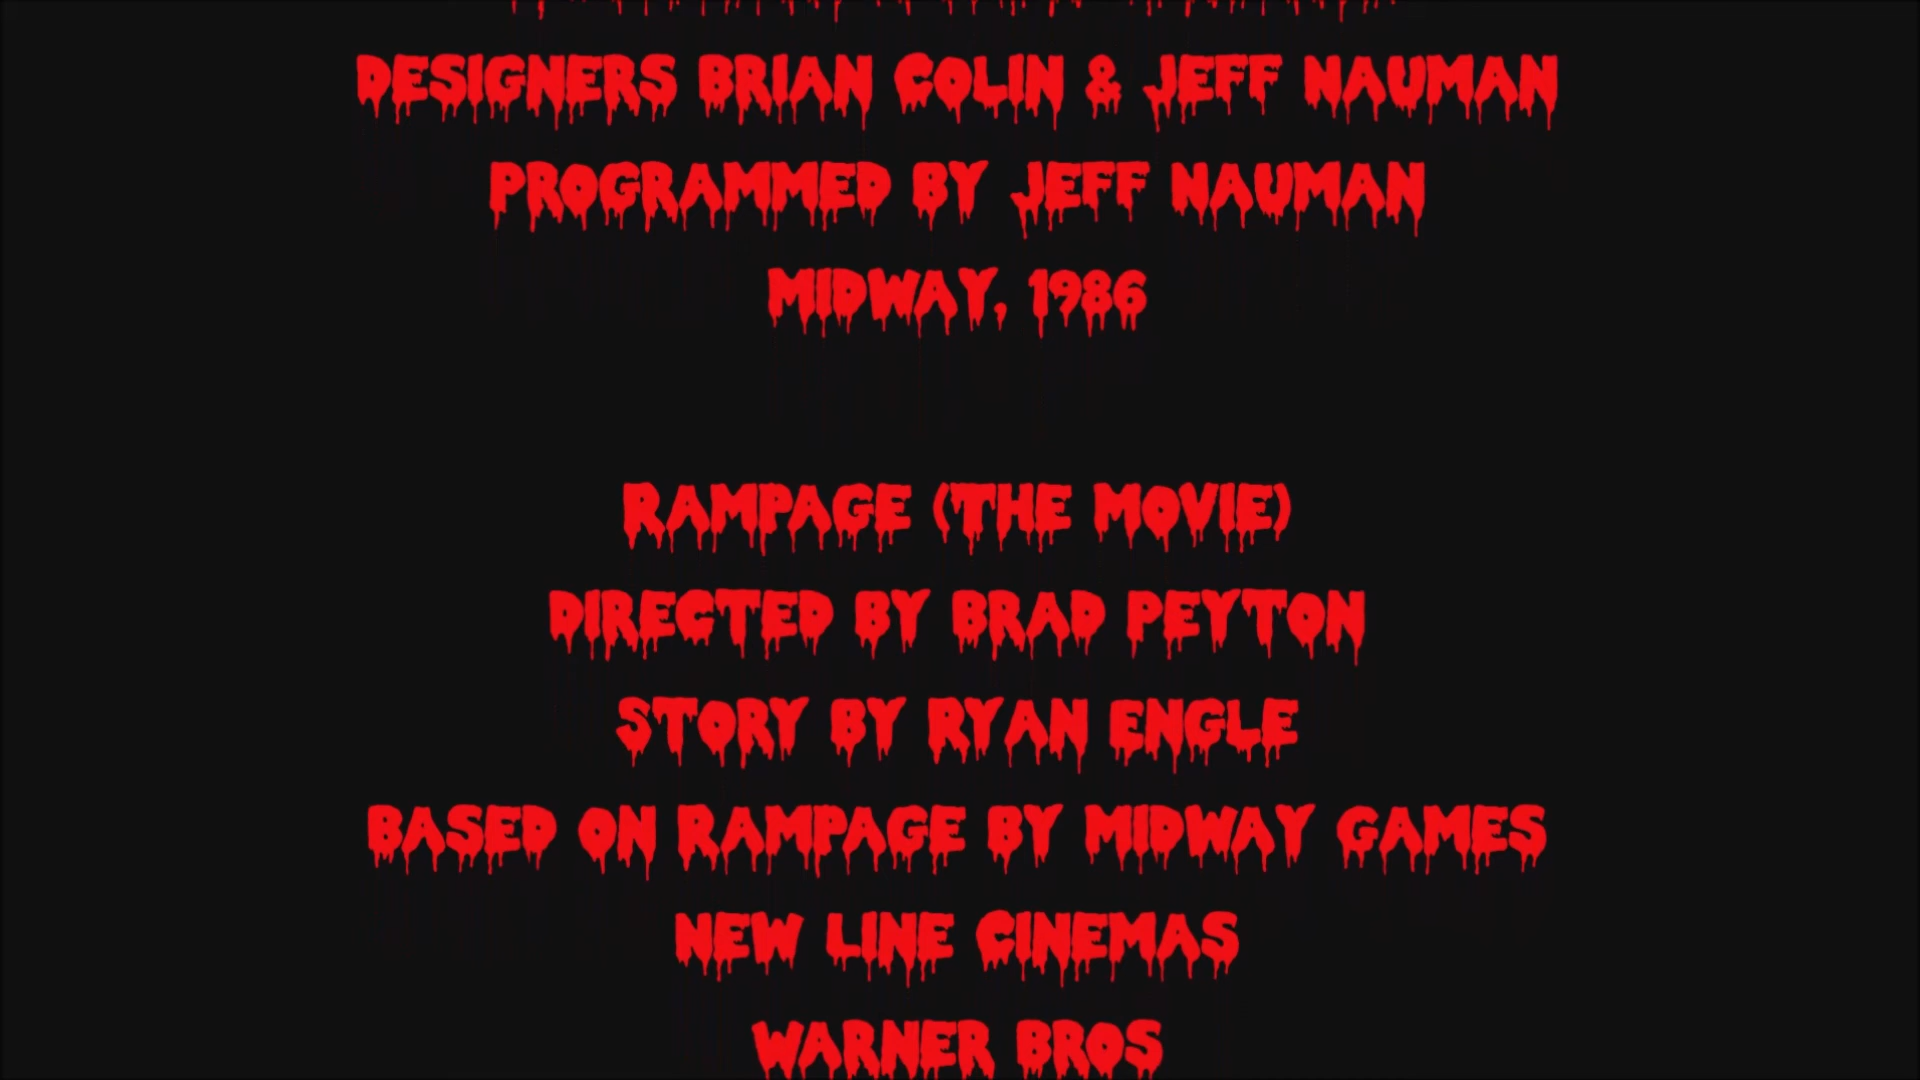 DESIGNERS BRIAN COLIN & JEFF NAUMAN
PROGRAMMED BY JEFF NAUMAN
MIDWAY, 1986
RAMPAGE (THE MOVIE)
DIRECTED BY BRAD PEYTON
STORY BY RYAN ENGLE
BASED ON RAMPAGE BY MIDWAY GAMES
NEW LINE CINEMAS
WARNER BROS